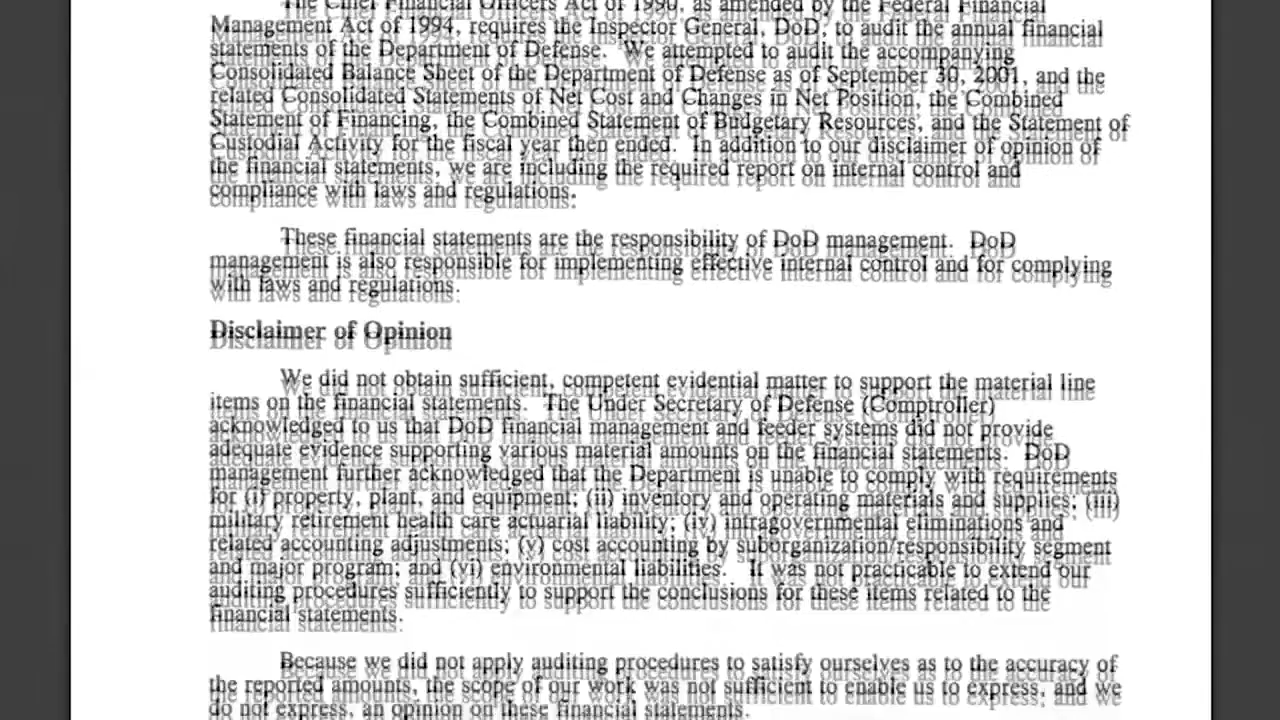 The Chief Financial Officers Act of 1990, as amended by the Federal Financial
Management Act of 1994, requires the Inspector General, DoD, to audit the annual financial
statements of the Department of Defense. We attempted to audit the accompanying
Consolidated Balance Sheet of the Department of Defense as of September 30, 2001, and the
related Consolidated Statements of Net Cost and Changes in Net Position, the Combined
Statement of Financing, the Combined Statement of Budgetary Resources, and the Statement of
Custodial Activity for the fiscal year then ended. In addition to our disclaimer of opinion of
the financial statements, we are including the required report on internal control and
compliance with laws and regulations.
These financial statements are the responsibility of DoD management. DoD
management is also responsible for implementing effective internal control and for complying
with laws and regulations.
Disclaimer of Opinion
We did not obtain sufficient, competent evidential matter to support the material line
items on the financial statements. The Under Secretary of Defense (Comptroller)
acknowledged to us that DoD financial management and feeder systems did not provide
adequate evidence supporting various material amounts on the financial statements. DoD
management further acknowledged that the Department is unable to comply with requirements
for (i) property, plant, and equipment; (ii) inventory and operating materials and supplies; (iii)
military retirement health care actuarial liability; (iv) intragovernmental eliminations and
related accounting adjustments; (v) cost accounting by suborganization/responsibility segment
and major program; and (vi) environmental liabilities. It was not practicable to extend our
auditing procedures sufficiently to support the conclusions for these items related to the
financial statements.
Because we did not apply auditing procedures to satisfy ourselves as to the accuracy of
the reported amounts, the scope of our work was not sufficient to enable us to express, and we
do not express, an opinion on these financial statements.